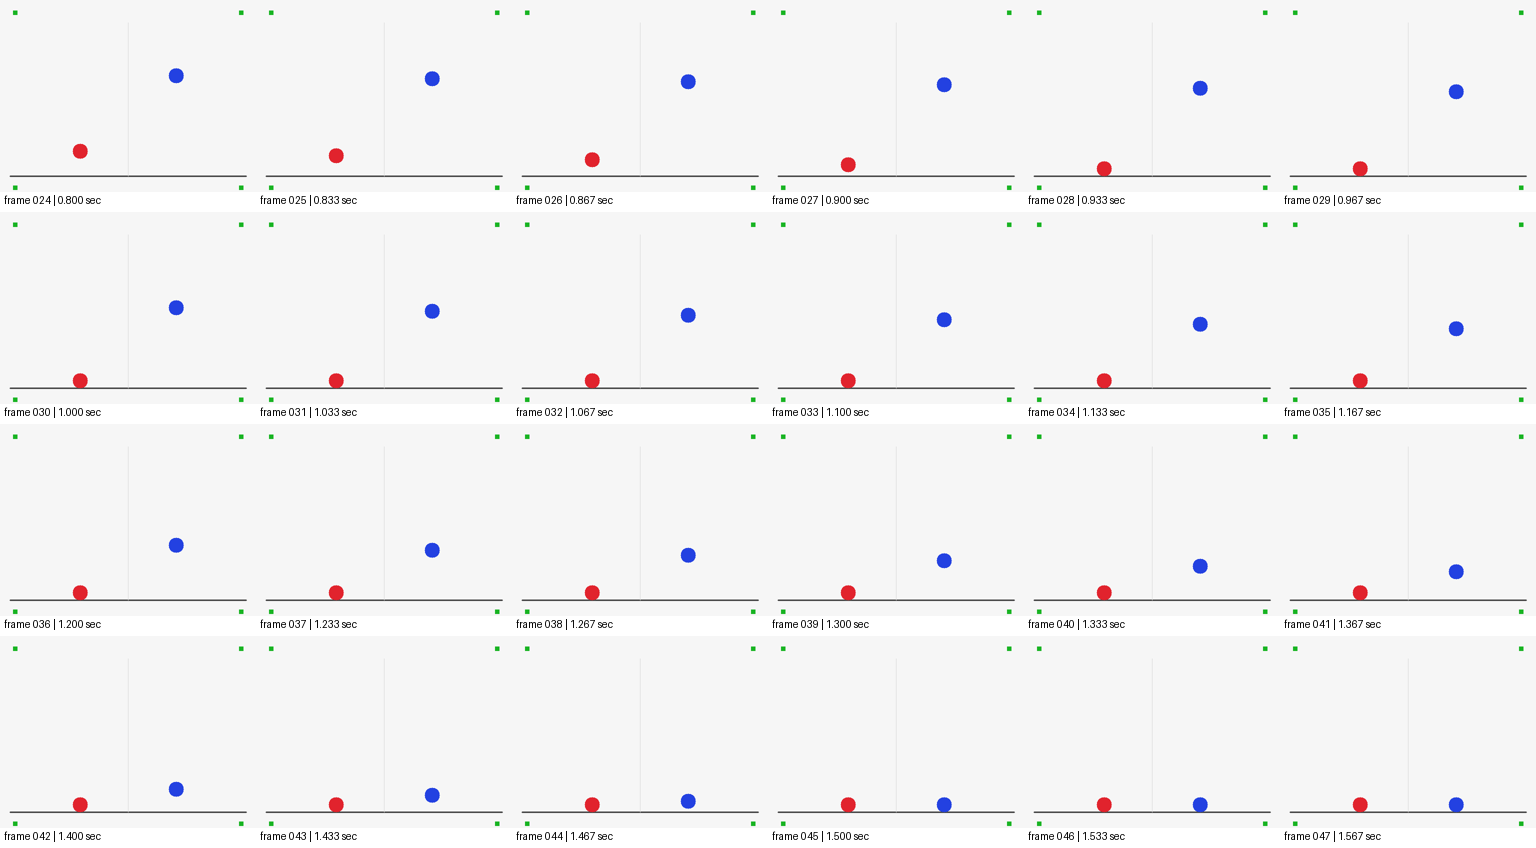 frame 024 | 0.800 sec
frame 025 | 0.833 sec
frame 026 | 0.867 sec
frame 027 | 0.900 sec
frame 028 | 0.933 sec
frame 029 | 0.967 sec
frame 030 | 1.000 sec
frame 031 | 1.033 sec
frame 032 | 1.067 sec
frame 033 | 1.100 sec
frame 034 | 1.133 sec
frame 035 | 1.167 sec
frame 036 | 1.200 sec
frame 037 | 1.233 sec
frame 038 | 1.267 sec
frame 039 | 1.300 sec
frame 040 | 1.333 sec
frame 041 | 1.367 sec
frame 042 | 1.400 sec
frame 043 | 1.433 sec
frame 044 | 1.467 sec
frame 045 | 1.500 sec
frame 046 | 1.533 sec
frame 047 | 1.567 sec